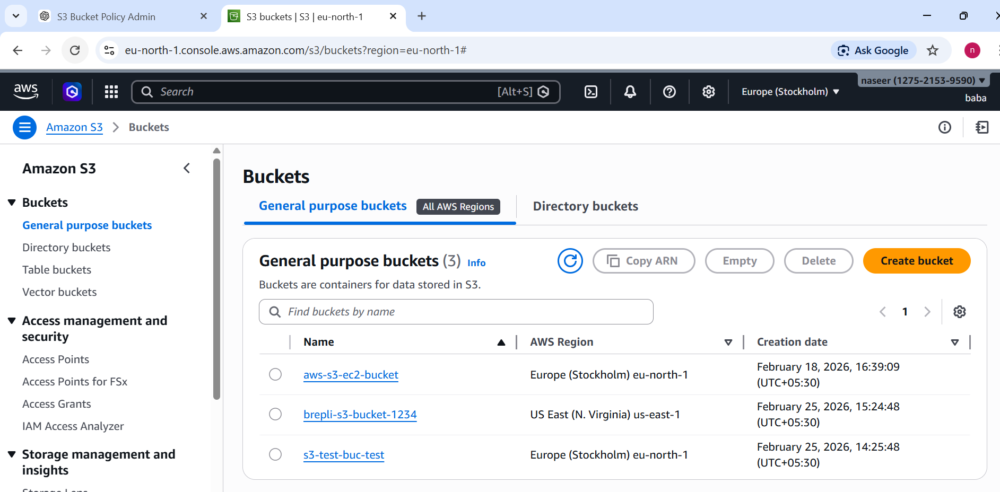 S3 Bucket Policy Admin
S3 buckets | S3 | eu-north-1
eu-north-1.console.aws.amazon.com/s3/buckets?region=eu-north-1#
Ask Google
n
aws
Search
[Alt+S]
Europe (Stockholm)
naseer (1275-2153-9590)
baba
Amazon S3
Buckets
Amazon S3
Buckets
General purpose buckets
Directory buckets
Table buckets
Vector buckets
Access management and
security
Access Points
Access Points for FSx
Access Grants
IAM Access Analyzer
Storage management and
insights
Storage Lens
Buckets
General purpose buckets
All AWS Regions
Directory buckets
General purpose buckets (3) Info
Copy ARN
Empty
Delete
Create bucket
Buckets are containers for data stored in S3.
Find buckets by name
1
Name
AWS Region
Creation date
aws-s3-ec2-bucket
Europe (Stockholm) eu-north-1
February 18, 2026, 16:39:09
(UTC+05:30)
brepli-s3-bucket-1234
US East (N. Virginia) us-east-1
February 25, 2026, 15:24:48
(UTC+05:30)
s3-test-buc-test
Europe (Stockholm) eu-north-1
February 25, 2026, 14:25:48
(UTC+05:30)